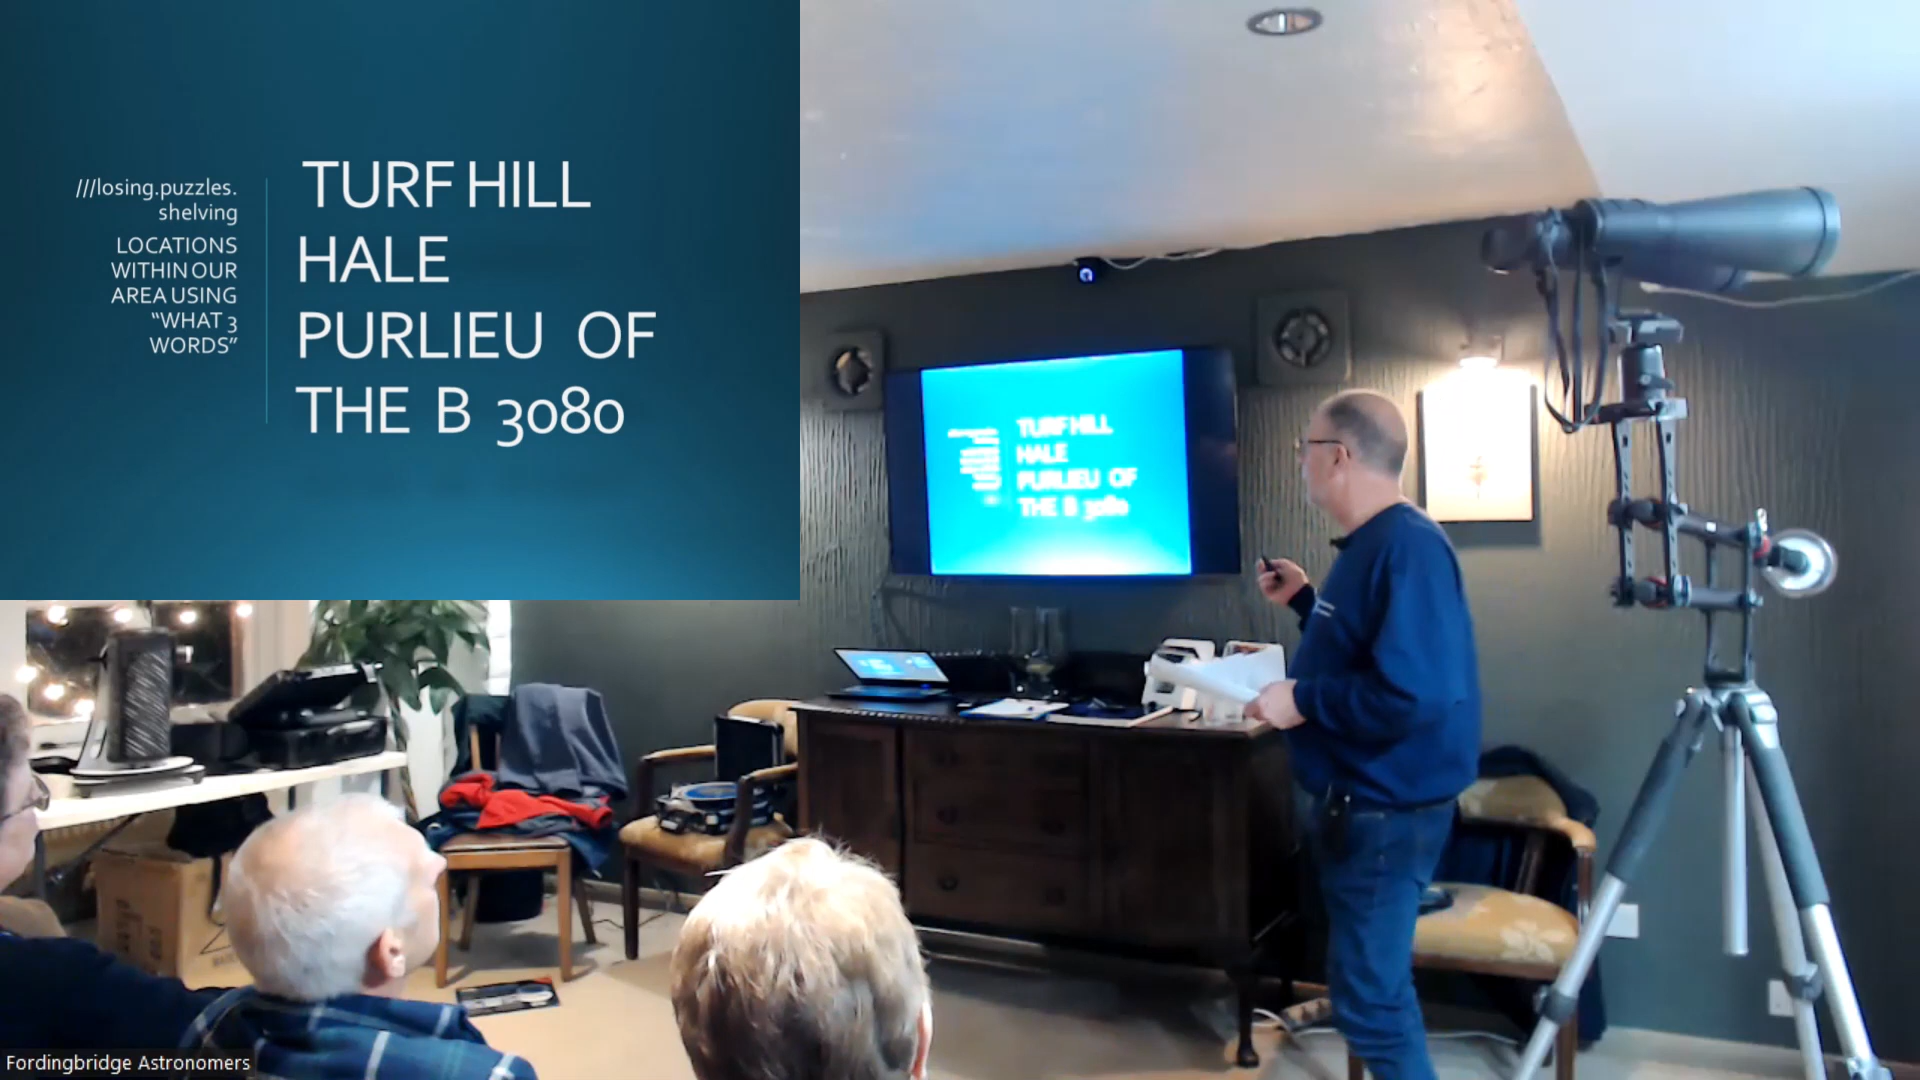 ///losing.puzzles.
shelving
LOCATIONS
WITHIN OUR
AREA USING
“WHAT 3
WORDS”
TURF HILL
HALE
PURLIEU OF
THE B 3080
TURF HILL
HALE
PURLIEU OF
THE B 3080
Fordingbridge Astronomers